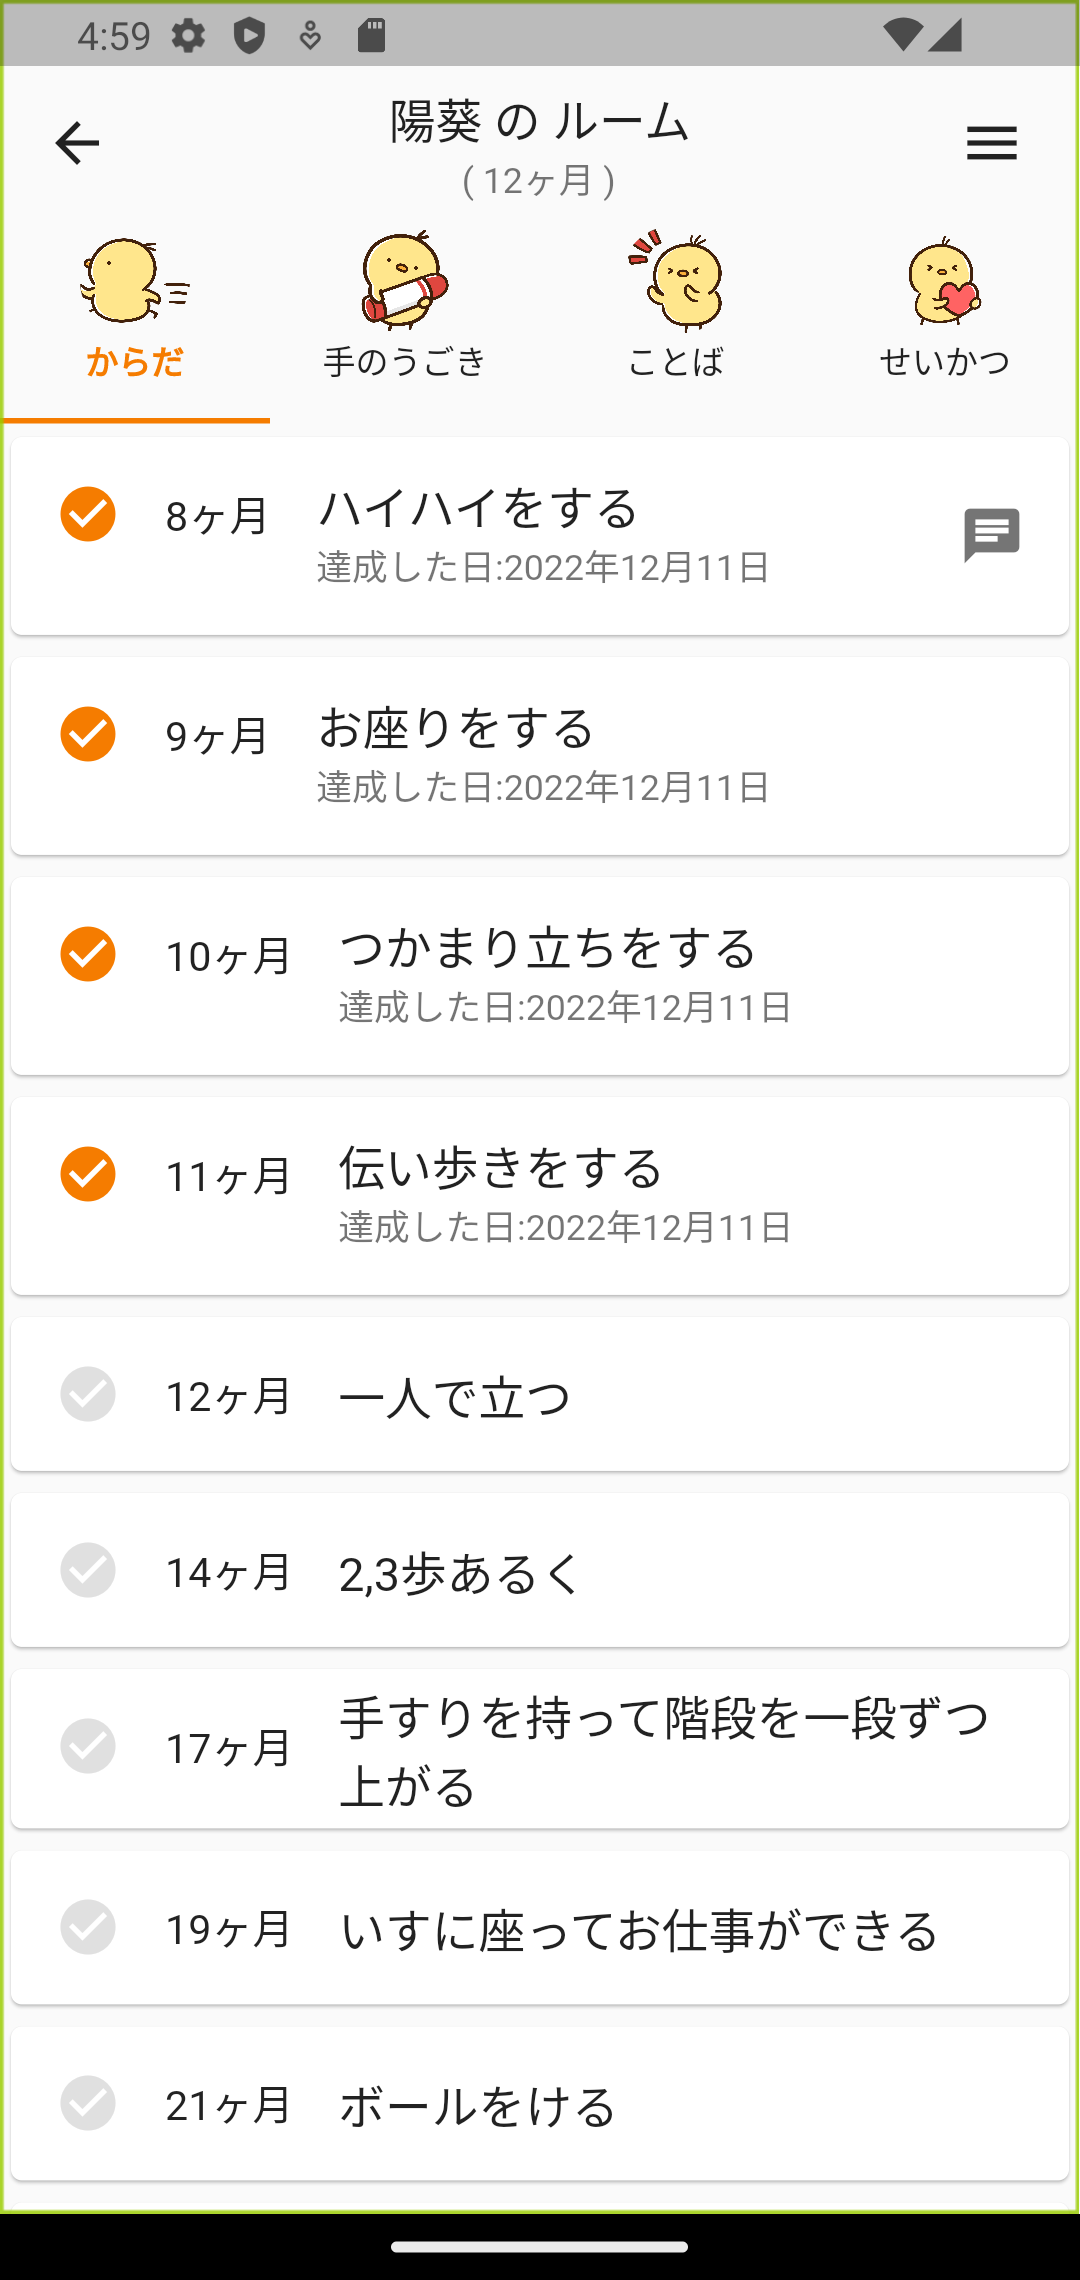 4:59
陽葵 の ルーム
( 12ヶ月 )
からだ
手のうごき
ことば
せいかつ
8ヶ月
ハイハイをする
達成した日:2022年12月11日
9ヶ月
お座りをする
達成した日:2022年12月11日
10ヶ月
つかまり立ちをする
達成した日:2022年12月11日
11ヶ月
伝い歩きをする
達成した日:2022年12月11日
12ヶ月
一人で立つ
14ヶ月
2,3歩あるく
17ヶ月
手すりを持って階段を一段ずつ
上がる
19ヶ月
いすに座ってお仕事ができる
21ヶ月
ボールをける